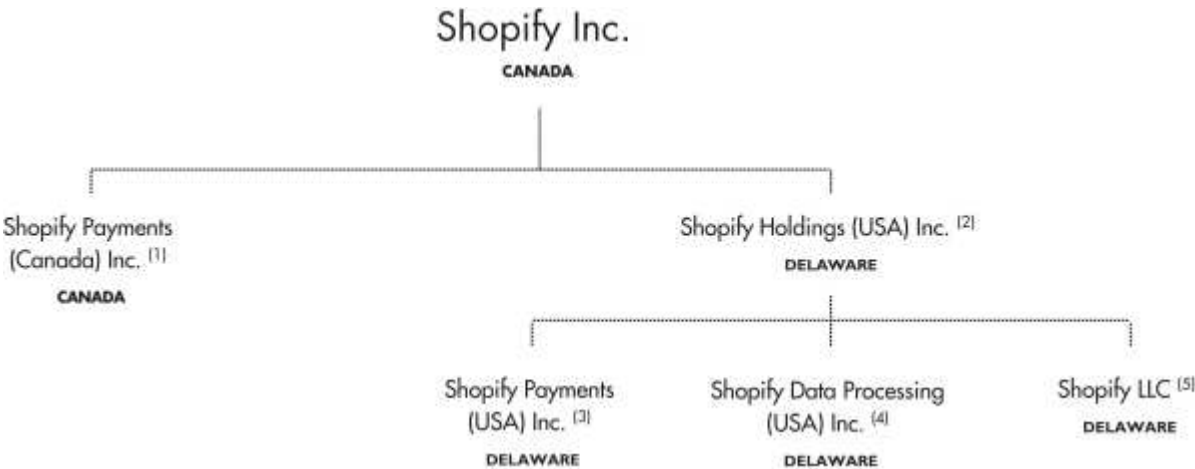 Shopify Inc.
CANADA
Shopify Payments
(Canada) Inc. (1)
CANADA
Shopify Holdings (USA) Inc. (2)
DELAWARE
Shopify Payments
(USA) Inc. (3)
DELAWARE
Shopify Data Processing
(USA) Inc. (4)
DELAWARE
Shopify LLC (5)
DELAWARE